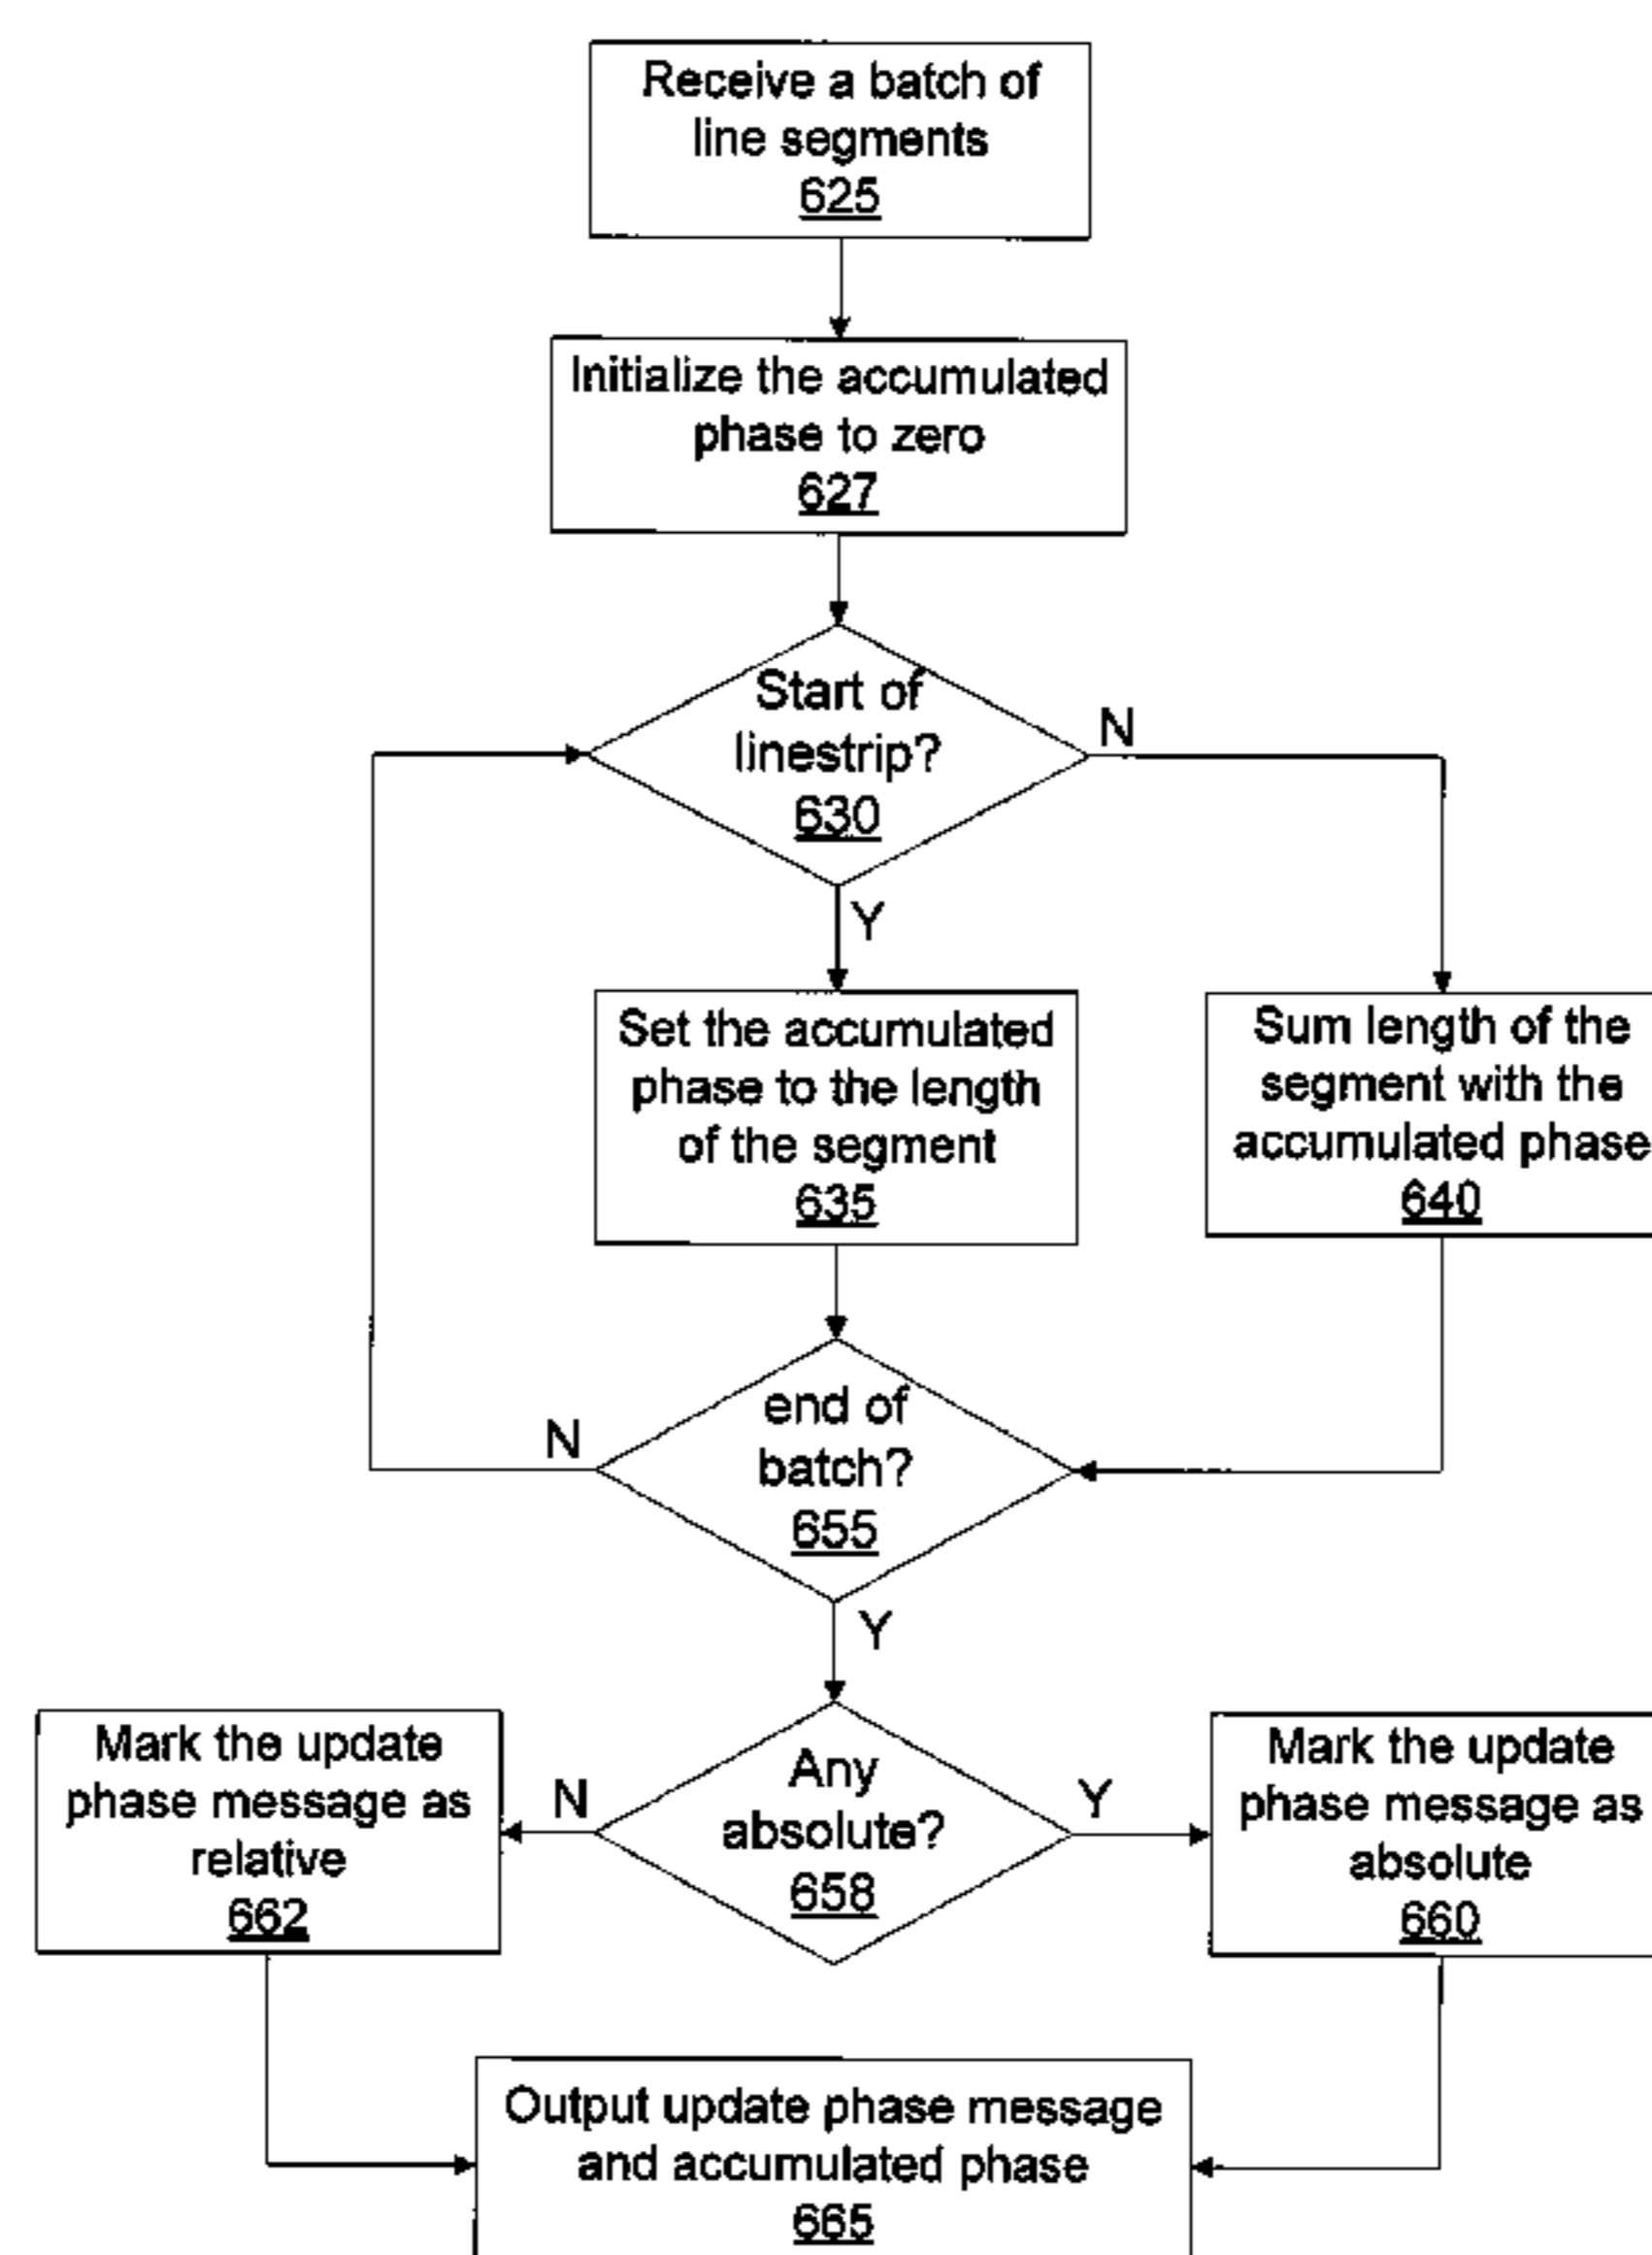 Receive a batch of
line segments
625
Initialize the accumulated
phase to zero
627
Start of
linestrip?
630
N
Y
Set the accumulated
phase to the length
of the segment
635
Sum length of the
segment with the
accumulated phase
640
end of
batch?
655
N
Y
Mark the update
phase message as
relative
662
N
Any
absolute?
658
Y
Mark the update
phase message as
absolute
660
Output update phase message
and accumulated phase
665